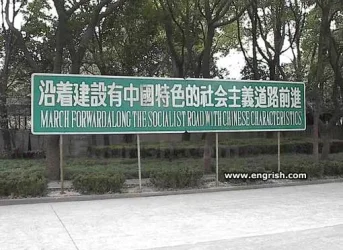 沿着建設有中國特色的社会主義道路前進
MARCH FORWARD ALONG THE SOCIALIST ROAD WITH CHINESE CHARACTERISTICS
www.engrish.com